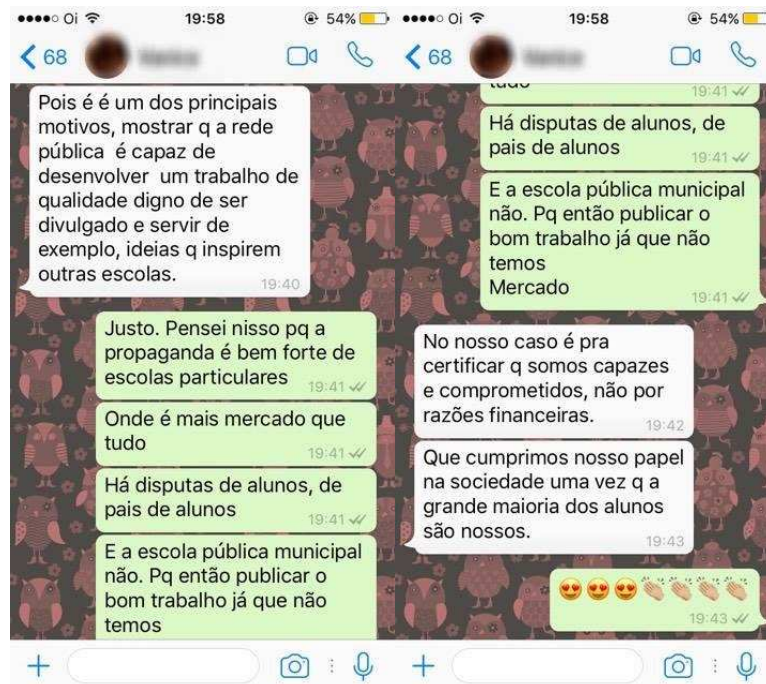 Oi 19:58 54%
68
Pois é é um dos principais
motivos, mostrar q a rede
pública é capaz de
desenvolver um trabalho de
qualidade digno de ser
divulgado e servir de
exemplo, ideias q inspirem
outras escolas.
19:40
Justo. Pensei nisso pq a
propaganda é bem forte de
escolas particulares
19:41
Onde é mais mercado que
tudo
19:41
Há disputas de alunos, de
pais de alunos
19:41
E a escola pública municipal
não. Pq então publicar o
bom trabalho já que não
temos
Oi 19:58 54%
68
tudo
19:41
Há disputas de alunos, de
pais de alunos
19:41
E a escola pública municipal
não. Pq então publicar o
bom trabalho já que não
temos
Mercado
19:41
No nosso caso é pra
certificar q somos capazes
e comprometidos, não por
razões financeiras.
19:42
Que cumprimos nosso papel
na sociedade uma vez q a
grande maioria dos alunos
são nossos.
19:43
😍😍😍👏👏👏👏
19:43